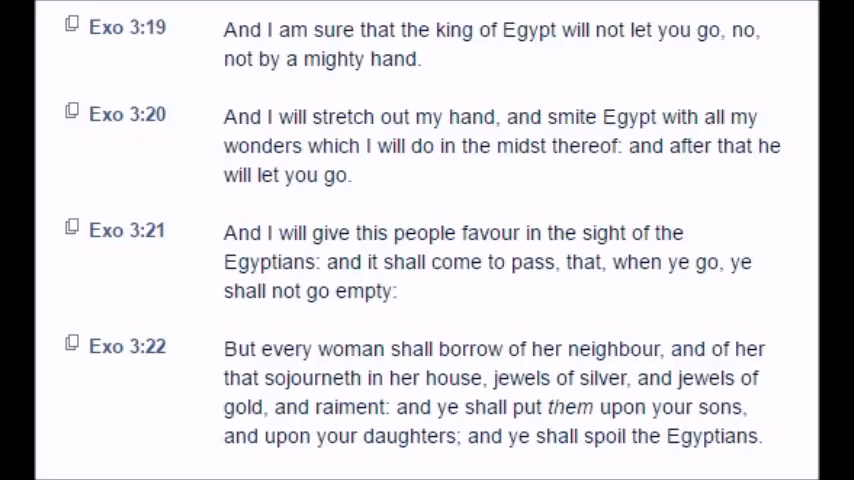 Exo 3:19 And I am sure that the king of Egypt will not let you go, no,
not by a mighty hand.
Exo 3:20 And I will stretch out my hand, and smite Egypt with all my
wonders which I will do in the midst thereof: and after that he
will let you go.
Exo 3:21 And I will give this people favour in the sight of the
Egyptians: and it shall come to pass, that, when ye go, ye
shall not go empty:
Exo 3:22 But every woman shall borrow of her neighbour, and of her
that sojourneth in her house, jewels of silver, and jewels of
gold, and raiment: and ye shall put them upon your sons,
and upon your daughters; and ye shall spoil the Egyptians.